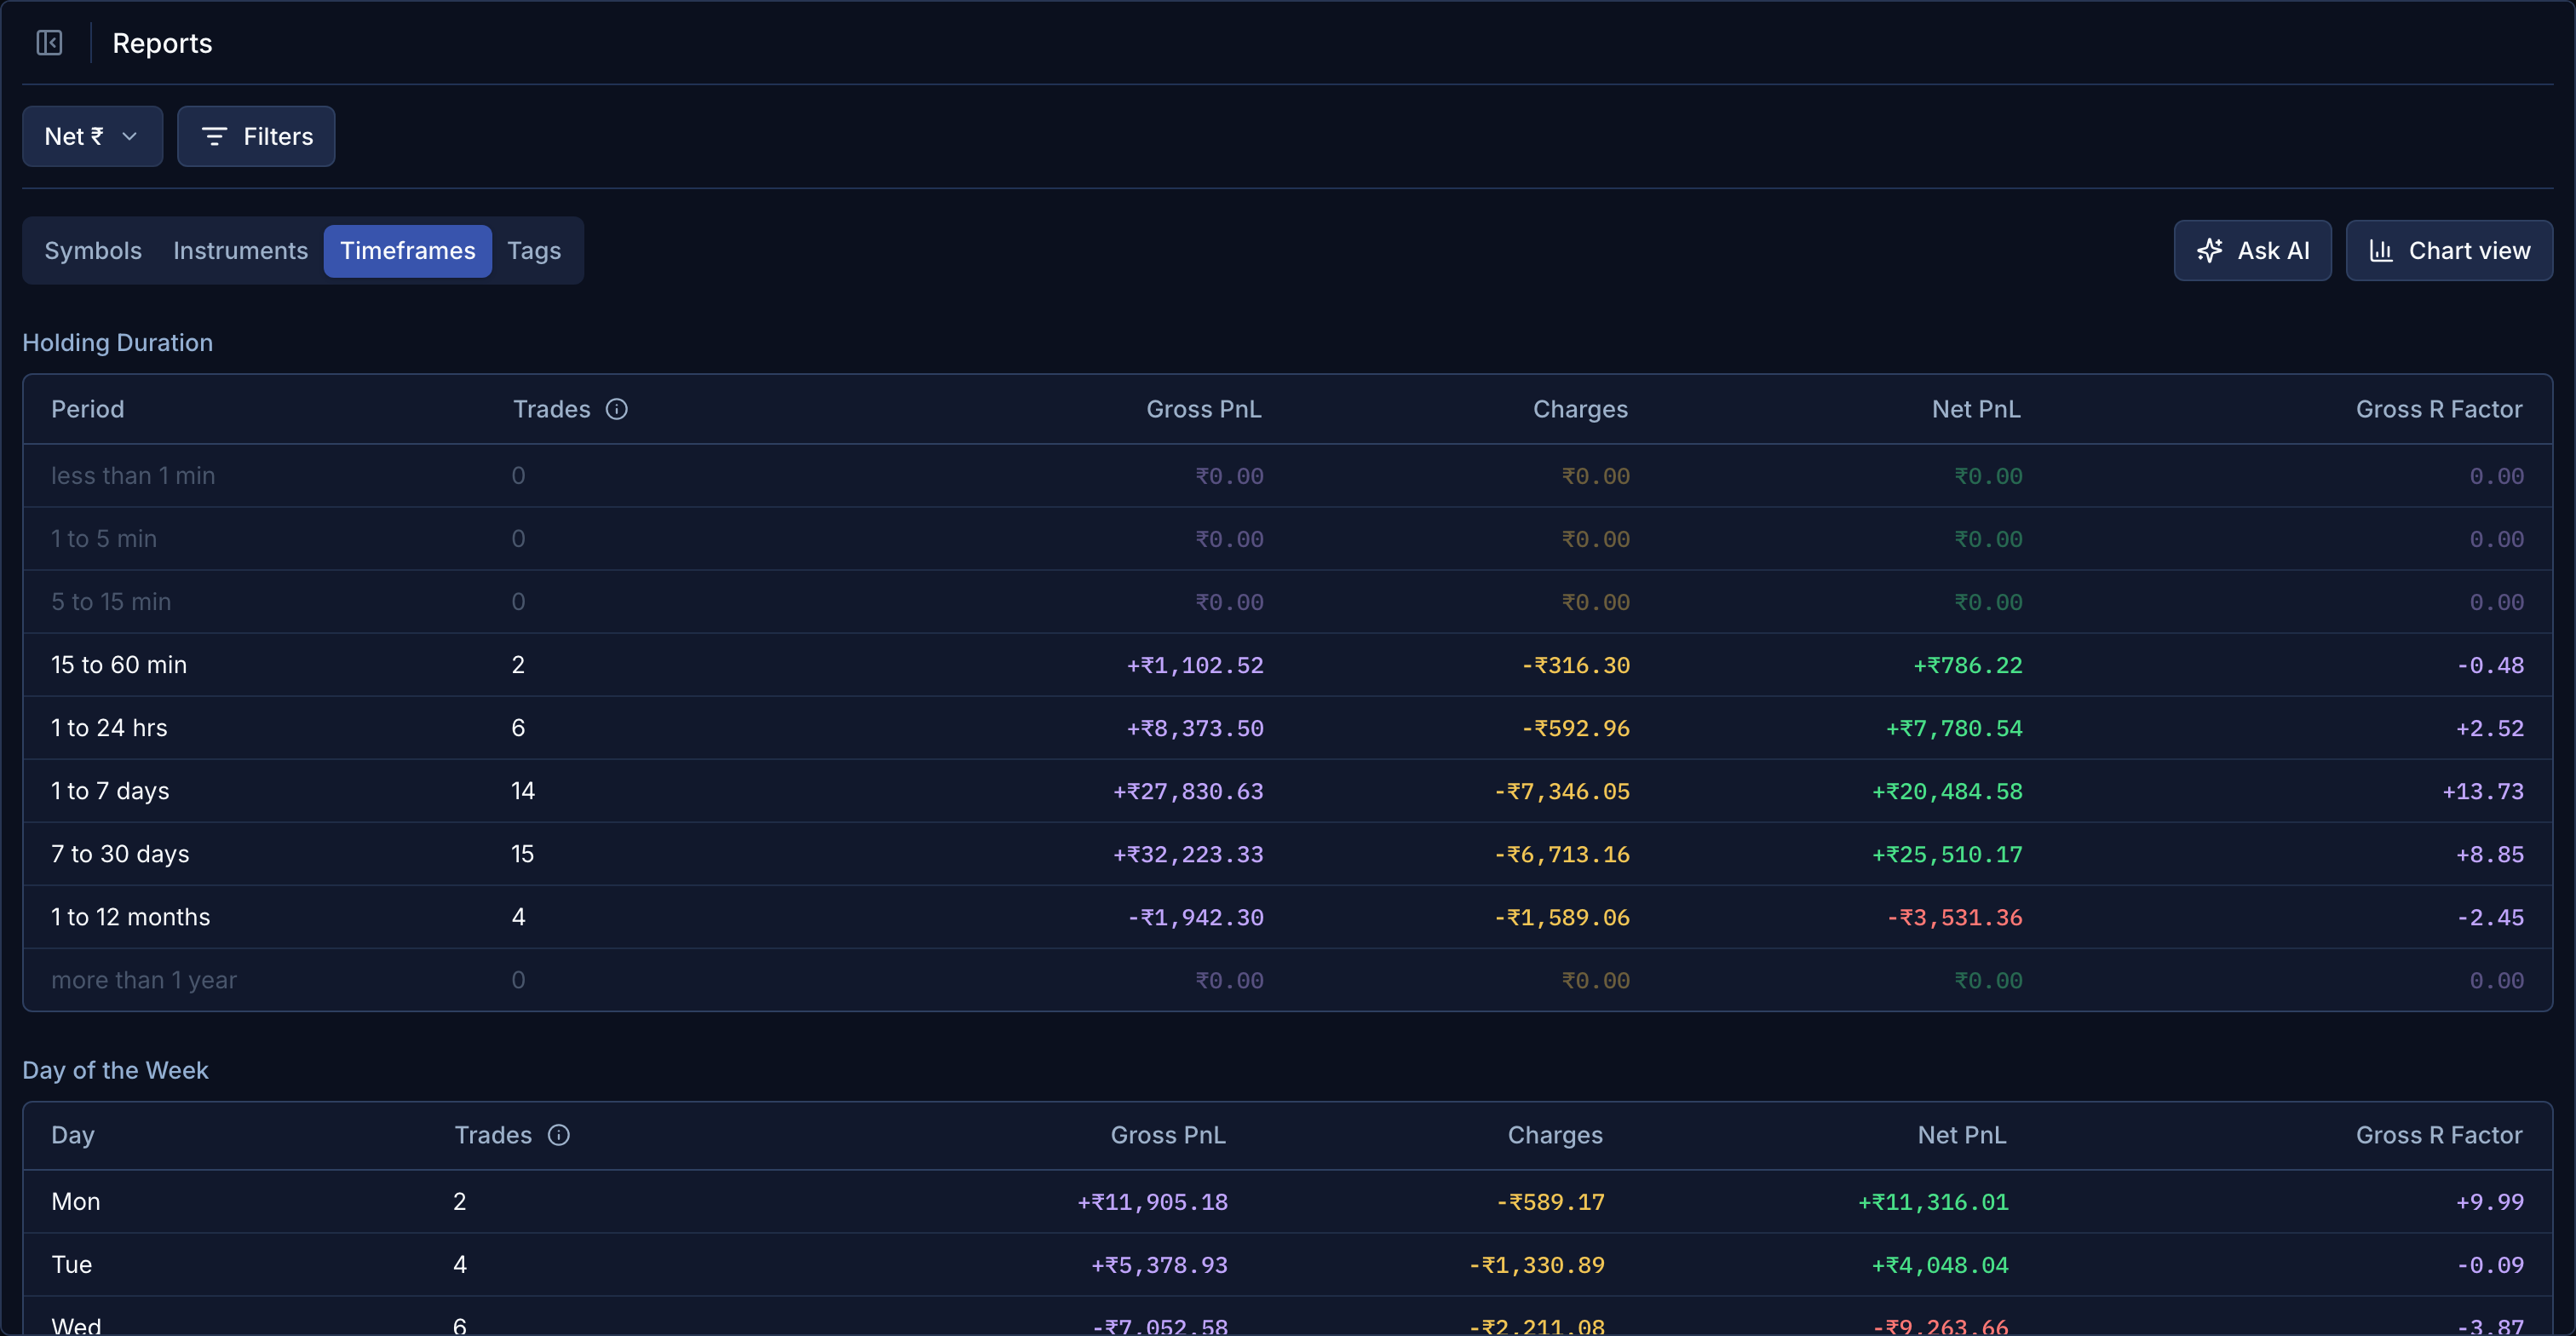 Reports
Net ₹ Filters
Symbols Instruments Timeframes Tags Ask AI Chart view
Holding Duration
Period Trades Gross PnL Charges Net PnL Gross R Factor
less than 1 min 0 ₹0.00 ₹0.00 ₹0.00 0.00
1 to 5 min 0 ₹0.00 ₹0.00 ₹0.00 0.00
5 to 15 min 0 ₹0.00 ₹0.00 ₹0.00 0.00
15 to 60 min 2 +₹1,102.52 -₹316.30 +₹786.22 -0.48
1 to 24 hrs 6 +₹8,373.50 -₹592.96 +₹7,780.54 +2.52
1 to 7 days 14 +₹27,830.63 -₹7,346.05 +₹20,484.58 +13.73
7 to 30 days 15 +₹32,223.33 -₹6,713.16 +₹25,510.17 +8.85
1 to 12 months 4 -₹1,942.30 -₹1,589.06 -₹3,531.36 -2.45
more than 1 year 0 ₹0.00 ₹0.00 ₹0.00 0.00
Day of the Week
Day Trades Gross PnL Charges Net PnL Gross R Factor
Mon 2 +₹11,905.18 -₹589.17 +₹11,316.01 +9.99
Tue 4 +₹5,378.93 -₹1,330.89 +₹4,048.04 -0.09
Wed 6 -₹7,052.58 -₹2,211.08 -₹9,263.66 -3.87